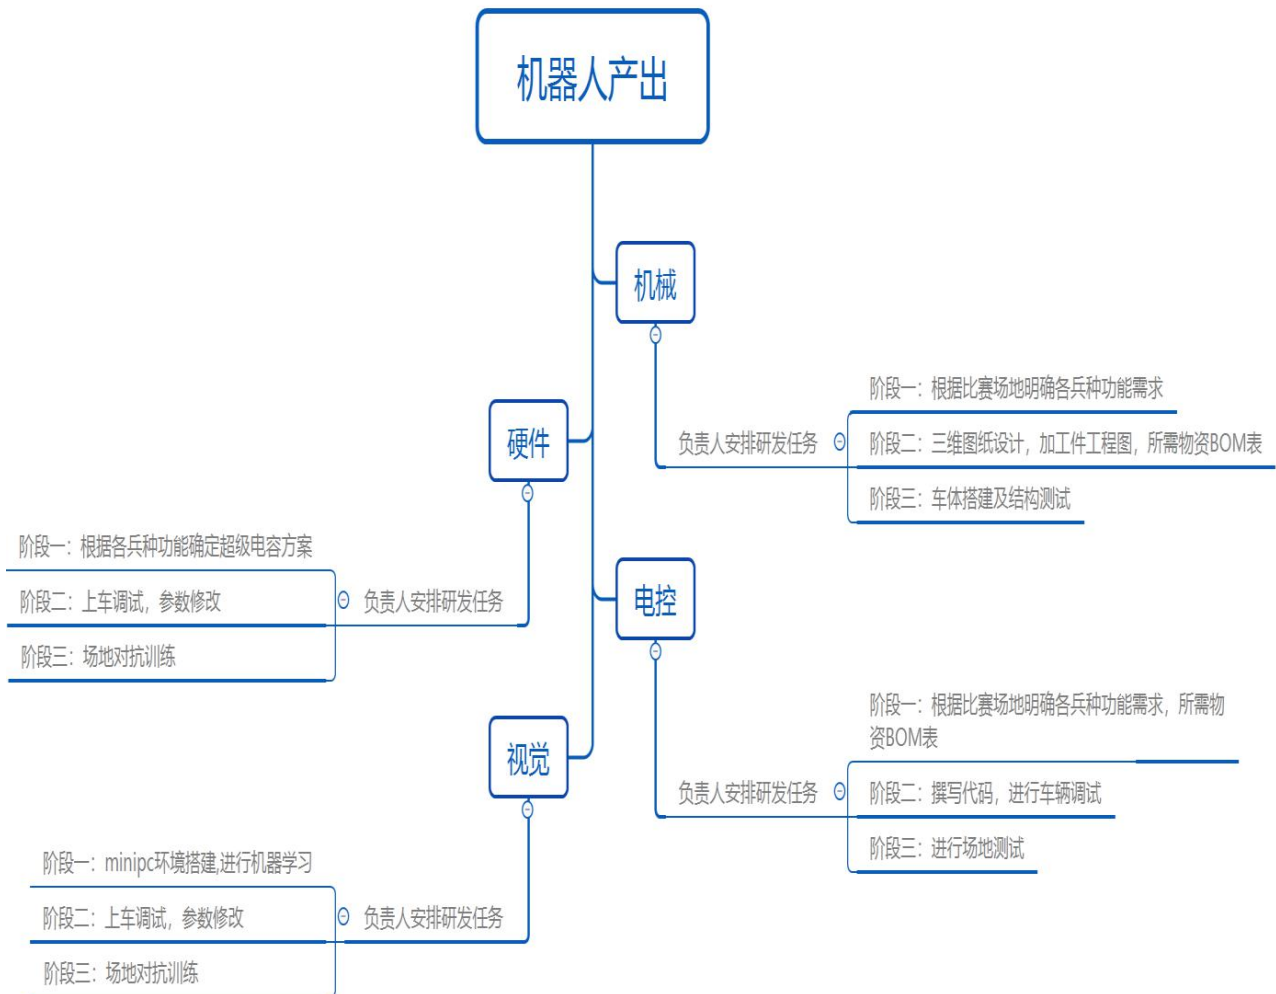 机器人产出
机械
负责人安排研发任务
阶段一：根据比赛场地明确各兵种功能需求
阶段二：三维图纸设计，加工件工程图，所需物资BOM表
阶段三：车体搭建及结构测试
硬件
负责人安排研发任务
阶段一：根据各兵种功能确定超级电容方案
阶段二：上车调试，参数修改
阶段三：场地对抗训练
电控
负责人安排研发任务
阶段一：根据比赛场地明确各兵种功能需求，所需物
资BOM表
阶段二：撰写代码，进行车辆调试
阶段三：进行场地测试
视觉
负责人安排研发任务
阶段一：minipc环境搭建,进行机器学习
阶段二：上车调试，参数修改
阶段三：场地对抗训练